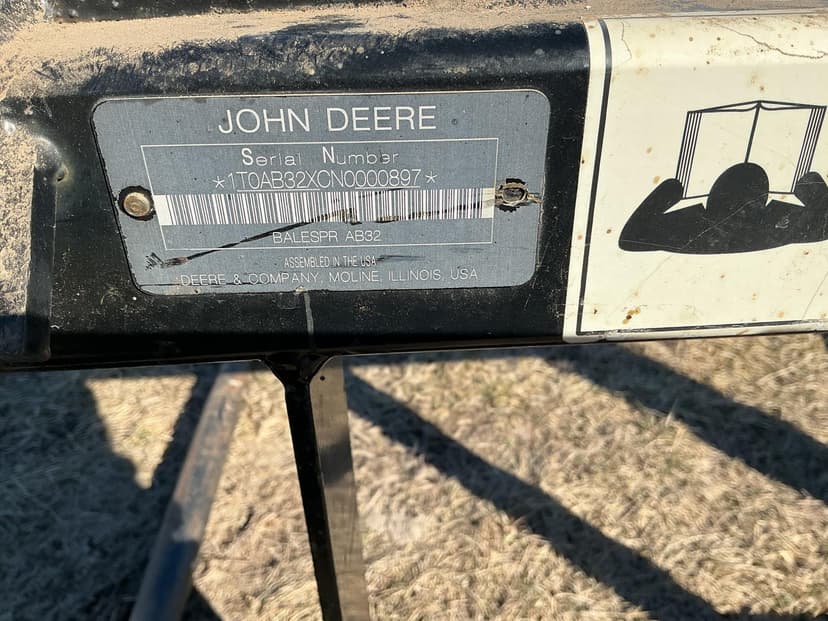 JOHN DEERE
Serial Number
*1T0AB32XCN0000897*
BALESPR AB32
ASSEMBLED IN THE USA
DEERE & COMPANY, MOLINE, ILLINOIS, USA